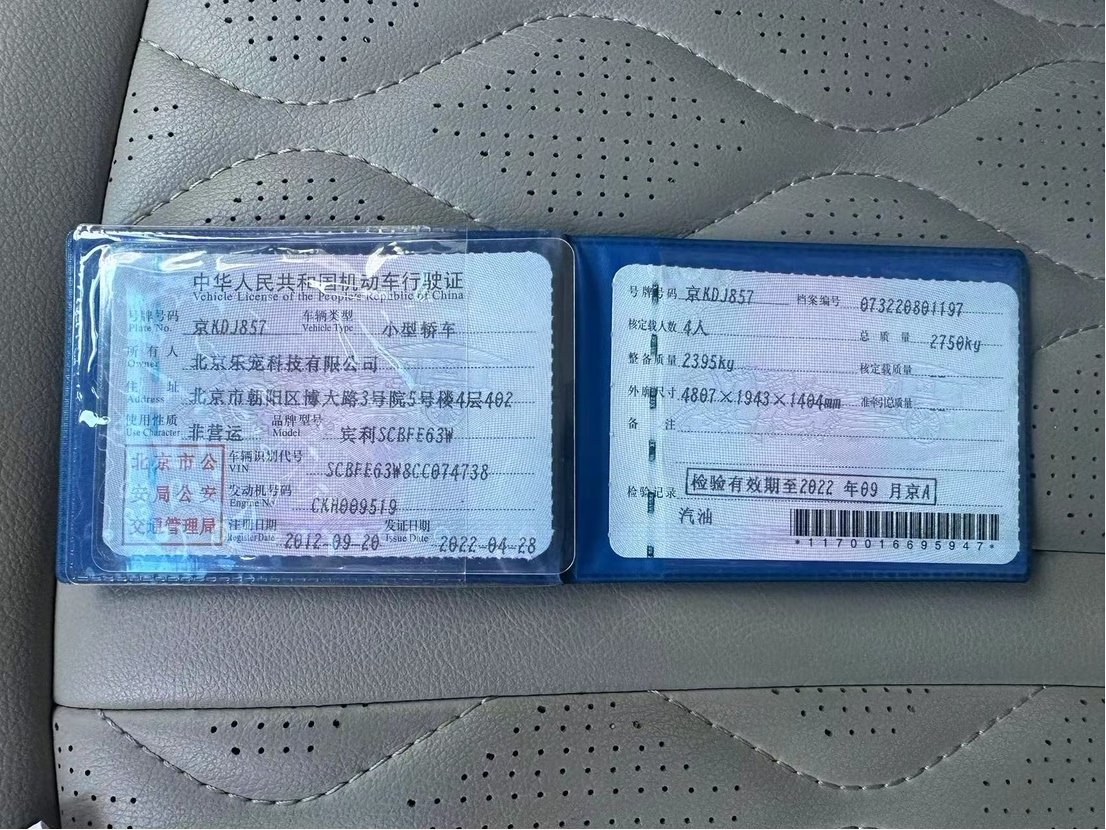 中华人民共和国机动车行驶证
Vehicle License of the People's Republic of China
号牌号码 京KDJ857 车辆类型 小型轿车
Plate No. Vehicle Type
所有人 北京乐宠科技有限公司
Owner
住址 北京市朝阳区博大路3号院5号楼4层402
Address
使用性质 非营运 品牌型号 宾利SCBFE63W
Use Character Model
北京市公安局公安交通管理局
车辆识别代号 SCBFE63W8CC074738
VIN
发动机号码 CKH009519
Engine No
注册日期 2012-09-20 发证日期 2022-04-28
Register Date Issue Date
号牌号码 京KDJ857 档案编号 073220801197
核定载人数 4人 总质量 2750kg
整备质量 2395kg 核定载质量 --
外廓尺寸 4807×1943×1404mm 准牵引总质量 --
备注
检验记录 检验有效期至2022年09月京A
汽油
*1170016695947*